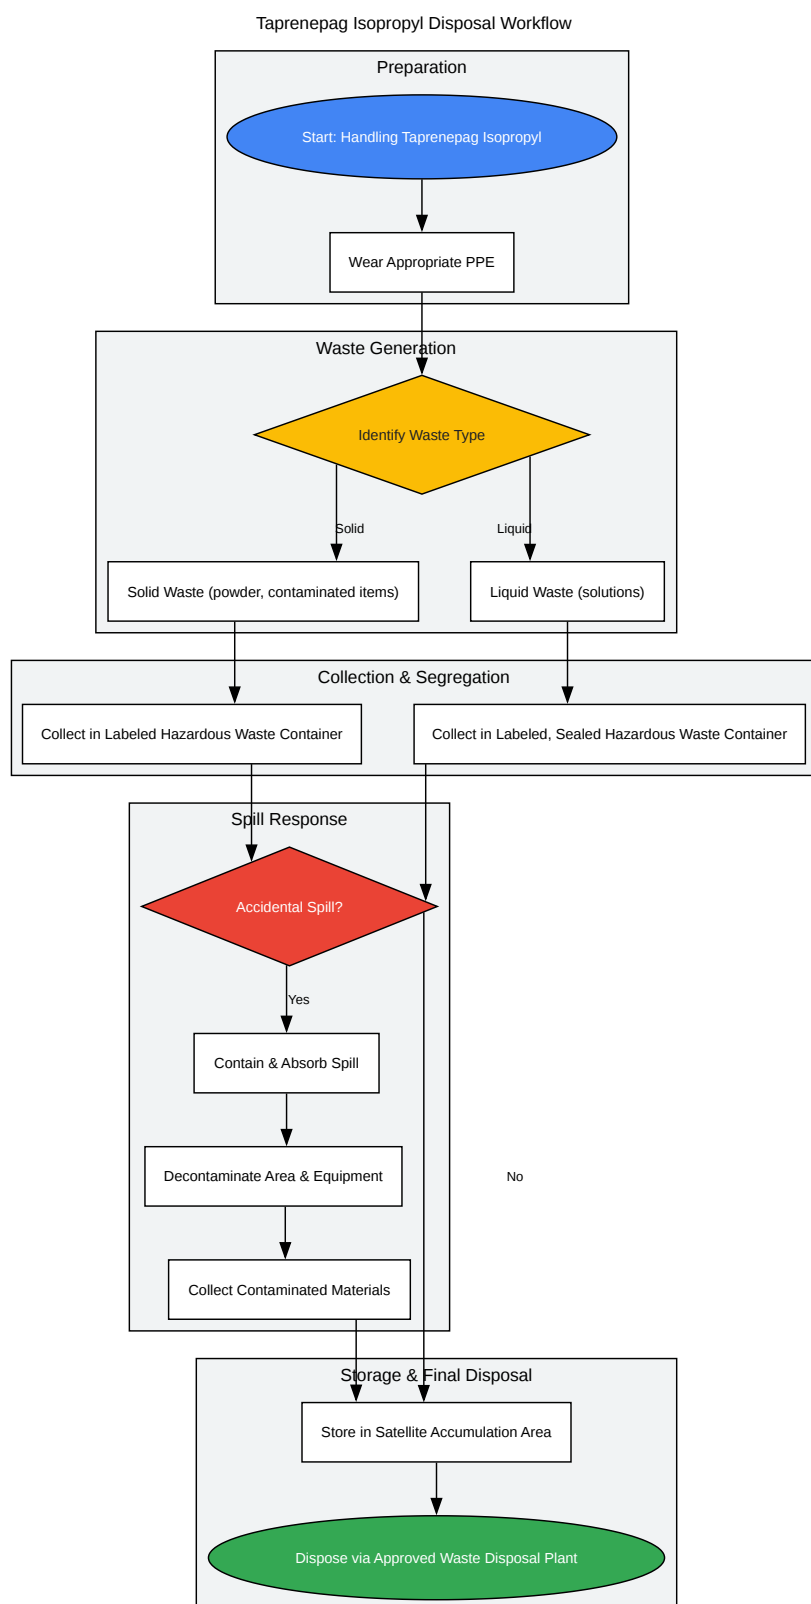 Taprenepag Isopropyl Disposal Workflow
Preparation
Start: Handling Taprenepag Isopropyl
Wear Appropriate PPE
Waste Generation
Identify Waste Type
Solid
Liquid
Solid Waste (powder, contaminated items)
Liquid Waste (solutions)
Collection & Segregation
Collect in Labeled Hazardous Waste Container
Collect in Labeled, Sealed Hazardous Waste Container
Spill Response
Accidental Spill?
Yes
Contain & Absorb Spill
Decontaminate Area & Equipment
No
Collect Contaminated Materials
Storage & Final Disposal
Store in Satellite Accumulation Area
Dispose via Approved Waste Disposal Plant